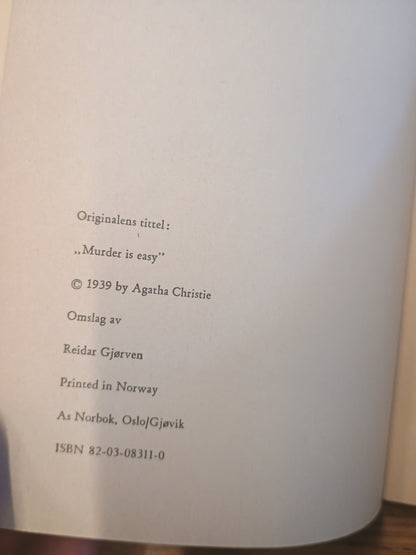 Originalens tittel:
„Murder is easy”
© 1939 by Agatha Christie
Omslag av
Reidar Gjørven
Printed in Norway
As Norbok, Oslo/Gjøvik
ISBN 82-03-08311-0